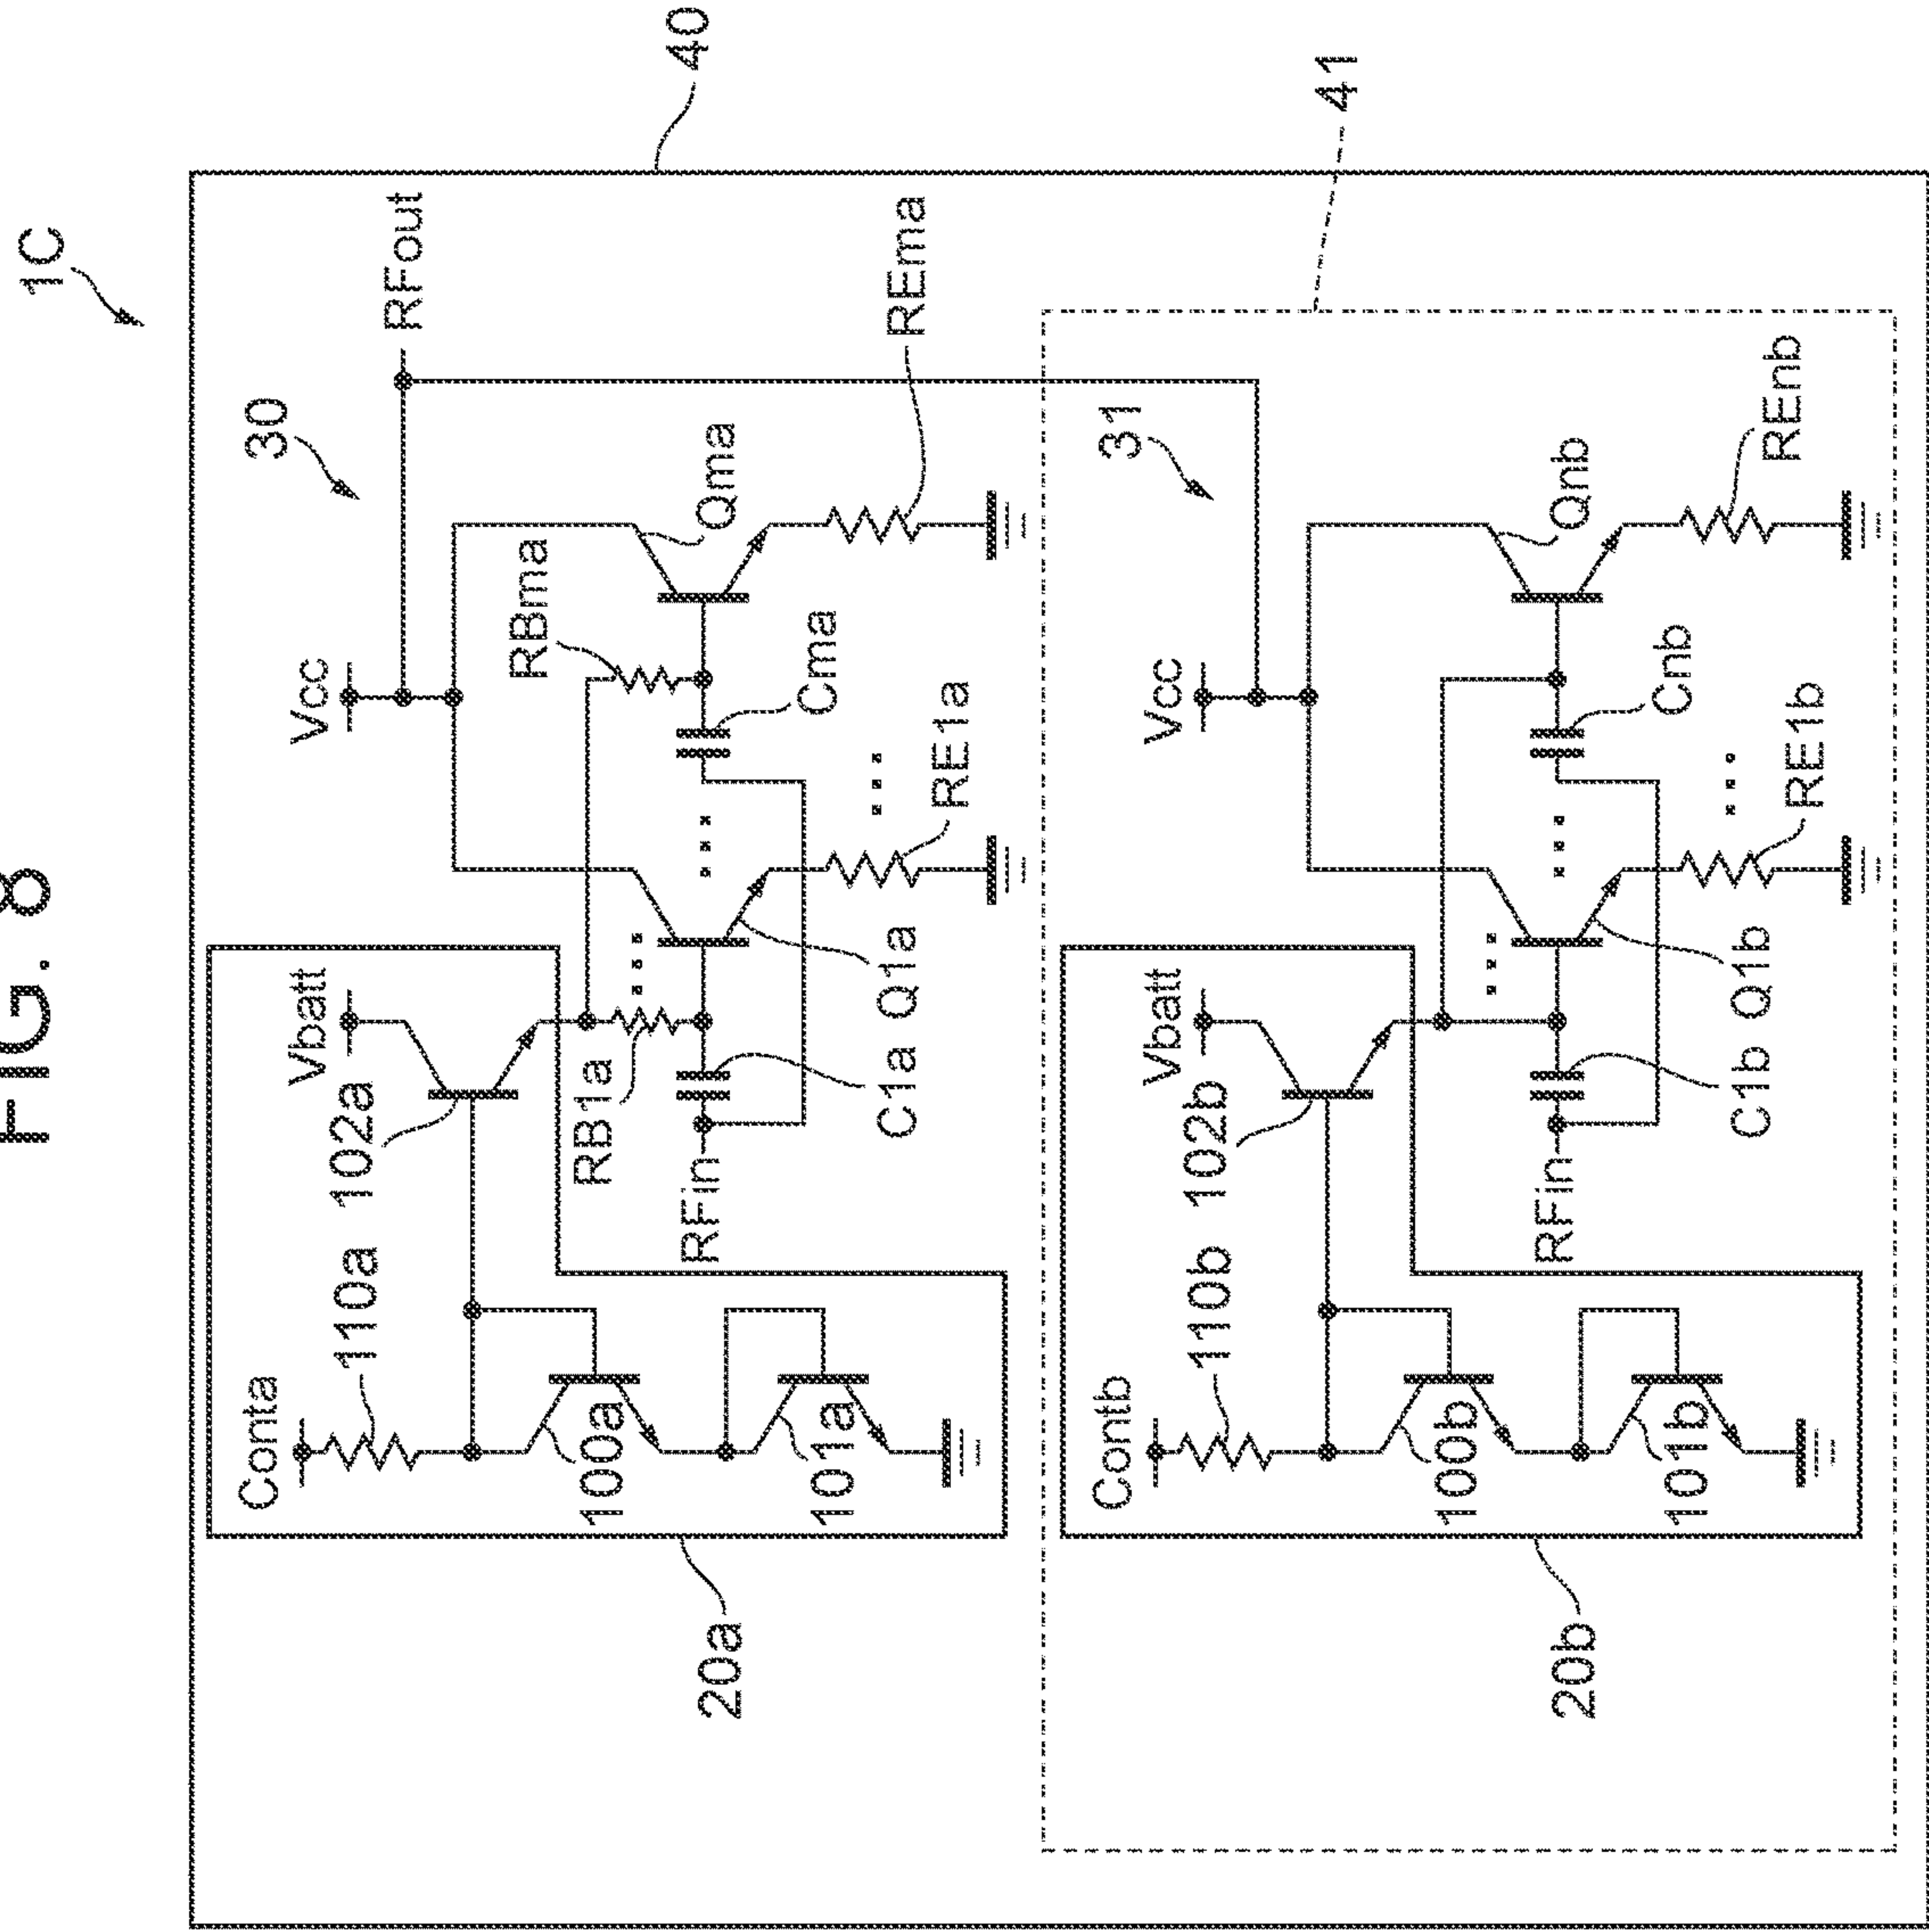 FIG. 8
1C
40
30
RFout
Vcc
Vbatt
Conta
110a
102a
RBma
Qma
REma
RB1a
Cma
100a
101a
RFin
C1a
Q1a
RE1a
20a
41
31
Vcc
Vbatt
Contb
110b
102b
Qnb
REnb
Cnb
100b
101b
RFin
C1b
Q1b
RE1b
20b